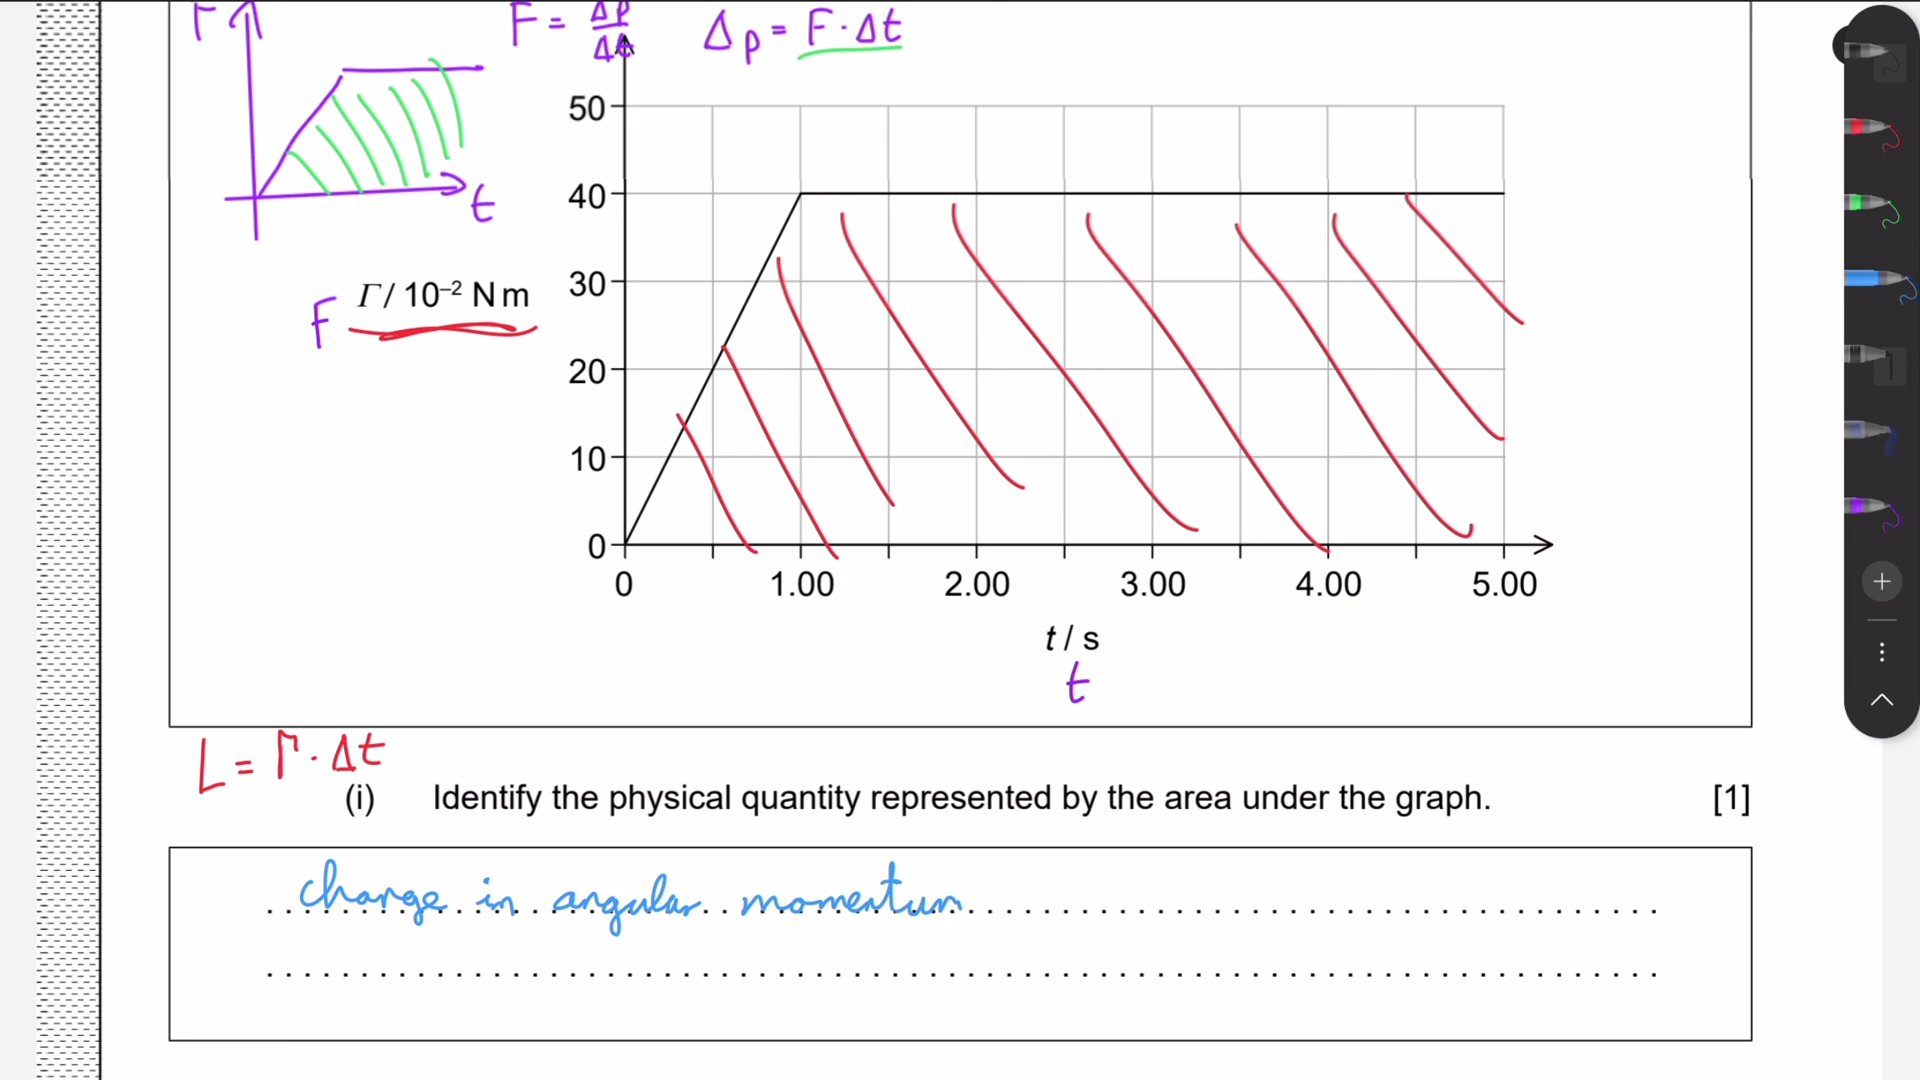 F = Δp/Δt Δp = F · Δt
50
40
t
30
Γ / 10⁻² N m
F
20
10
0
0 1.00 2.00 3.00 4.00 5.00
t / s
t
L = Γ · Δt
(i) Identify the physical quantity represented by the area under the graph. [1]
change in angular momentum